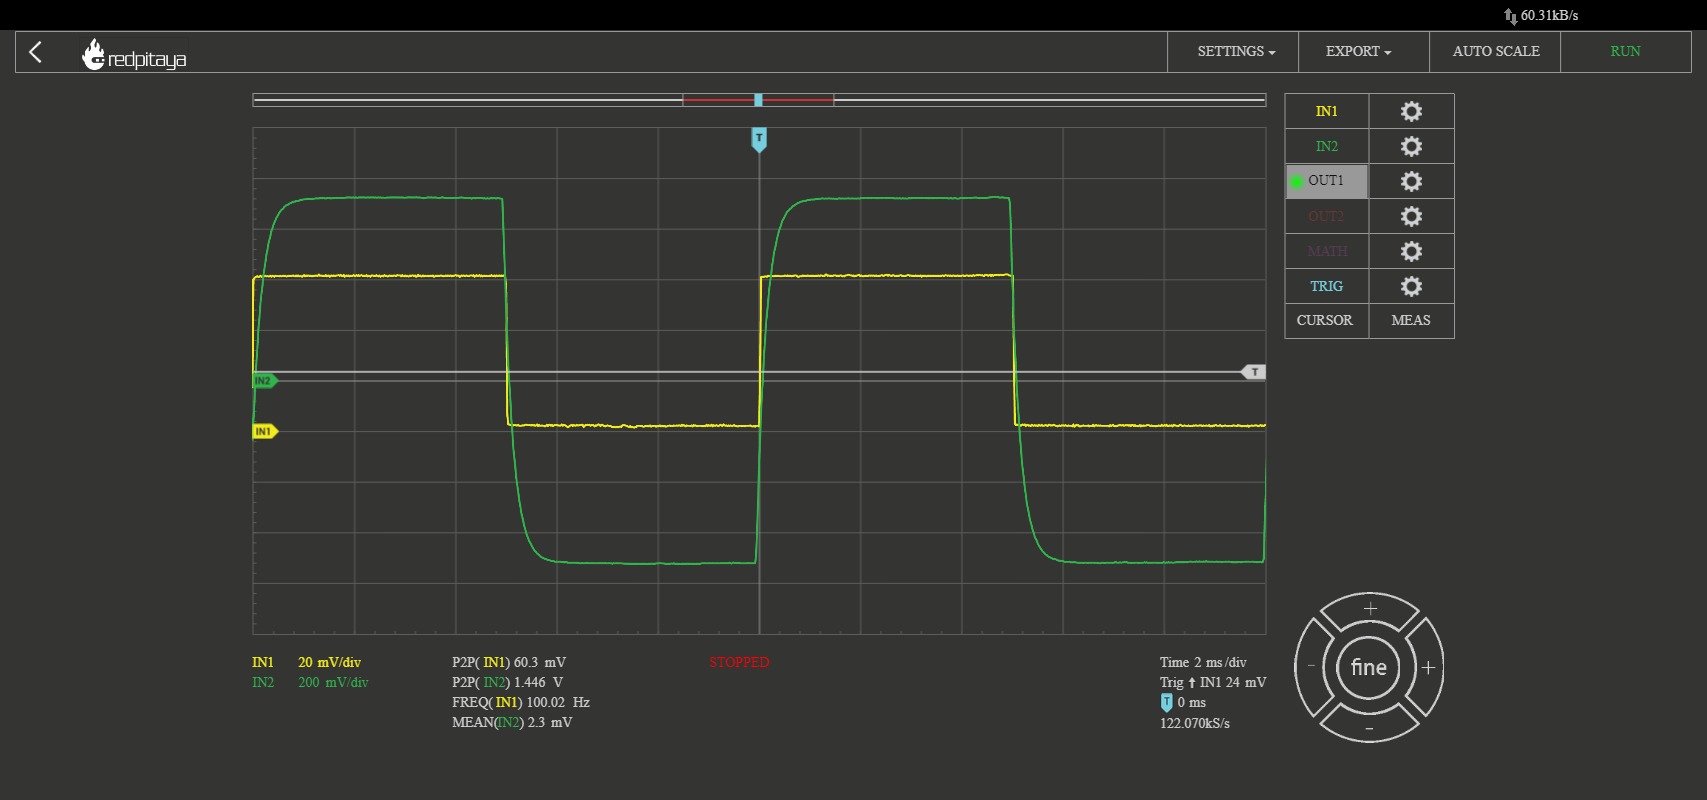 60.31kB/s
redpitaya SETTINGS EXPORT AUTO SCALE RUN
IN1
IN2
OUT1
OUT2
MATH
TRIG
CURSOR MEAS
T
T
IN2
IN1
IN1 20 mV/div P2P( IN1) 60.3 mV STOPPED Time 2 ms/div
IN2 200 mV/div P2P( IN2) 1.446 V Trig ↑ IN1 24 mV
FREQ( IN1) 100.02 Hz T 0 ms
MEAN(IN2) 2.3 mV 122.070kS/s
+
- fine +
-